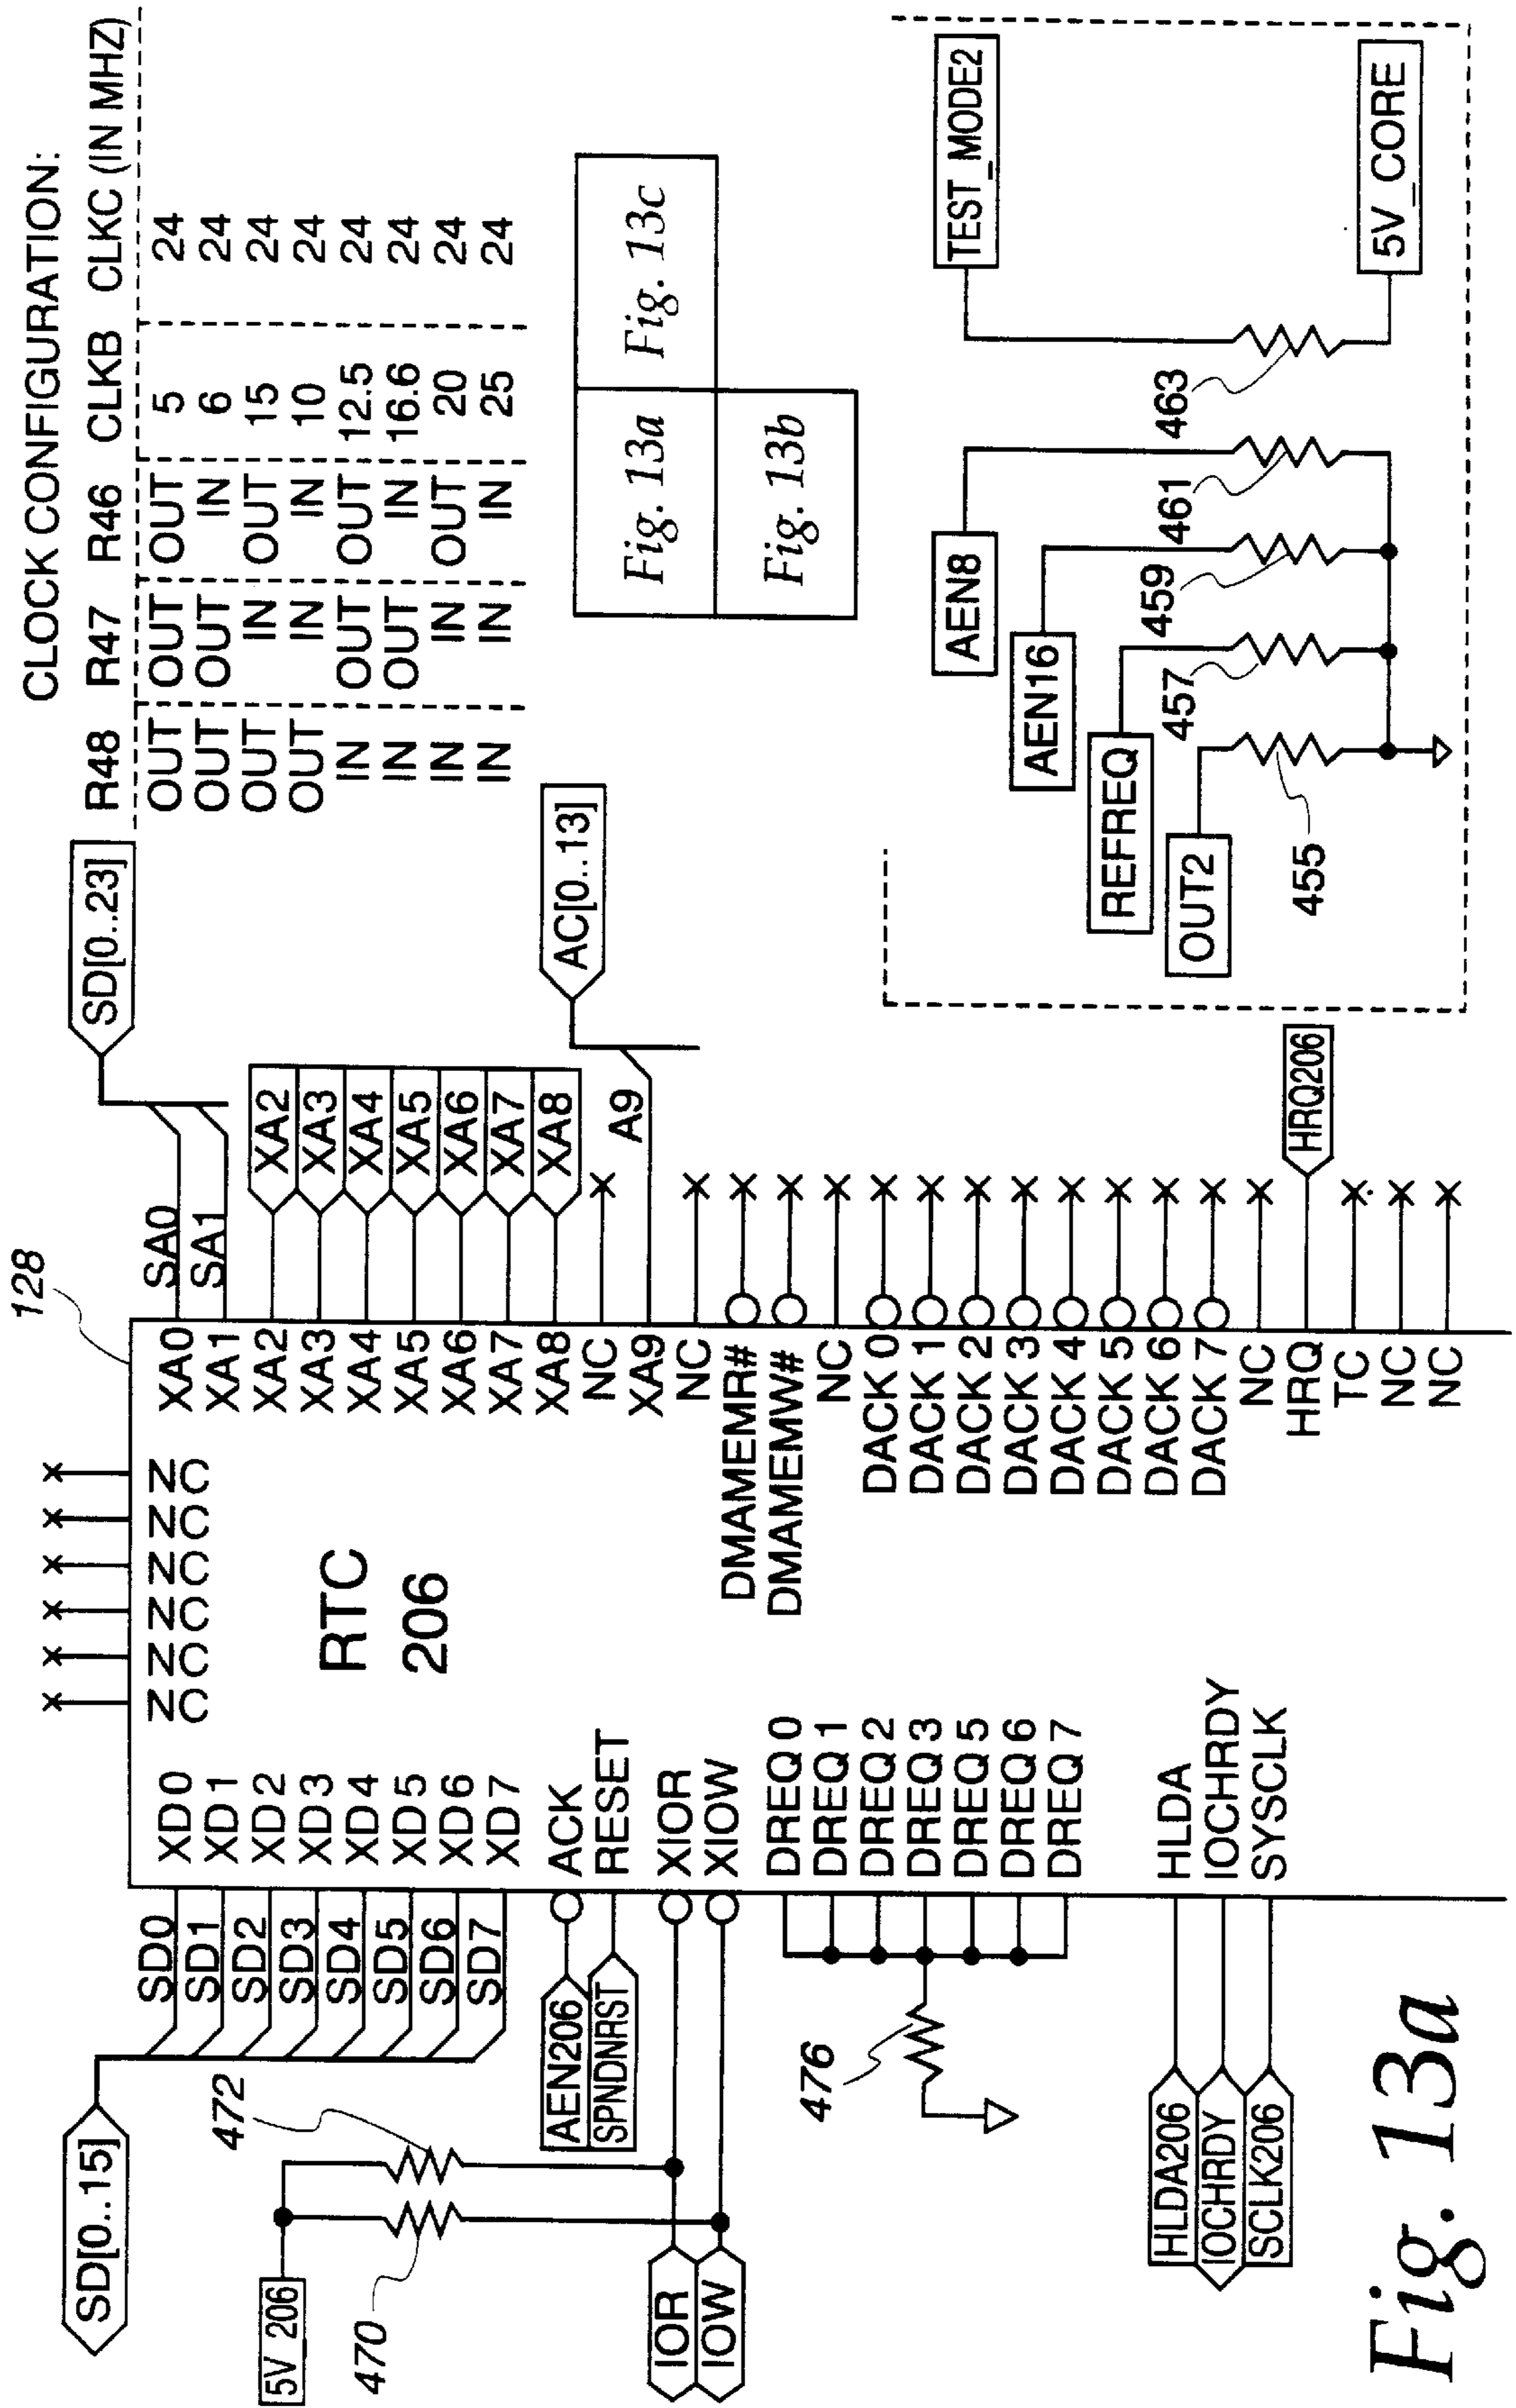 SD[0..15]
SD0
SD1
SD2
SD3
SD4
SD5
SD6
SD7
472
470
5V_206
AEN206
SPNDNRST
IOR
IOW
476
HLDA206
IOCHRDY
SCLK206
128
NC NC NC NC NC NC
RTC
206
XD0
XD1
XD2
XD3
XD4
XD5
XD6
XD7
ACK
RESET
XIOR
XIOW
DREQ 0
DREQ 1
DREQ 2
DREQ 3
DREQ 5
DREQ 6
DREQ 7
HLDA
IOCHRDY
SYSCLK
XA0
XA1
XA2
XA3
XA4
XA5
XA6
XA7
XA8
NC
XA9
NC
DMAMEMR#
DMAMEMW#
NC
DACK 0
DACK 1
DACK 2
DACK 3
DACK 4
DACK 5
DACK 6
DACK 7
NC
HRQ
TC
NC
NC
SA0
SA1
SD[0..23]
XA2
XA3
XA4
XA5
XA6
XA7
XA8
A9
AC[0..13]
HRQ206
CLOCK CONFIGURATION:
R48 R47 R46 CLKB CLKC (IN MHZ)
OUT OUT OUT 5 24
OUT OUT IN 6 24
OUT IN OUT 15 24
OUT IN IN 10 24
IN OUT OUT 12.5 24
IN OUT IN 16.6 24
IN IN OUT 20 24
IN IN IN 25 24
Fig. 13a Fig. 13c
Fig. 13b
AEN8
TEST_MODE2
AEN16
REFREQ
OUT2
455
457
459
461
463
5V_CORE
Fig. 13a